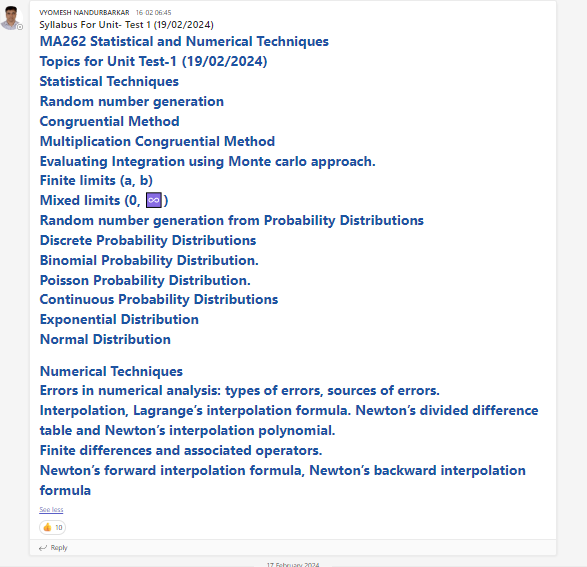 VYOMESH NANDURBARKAR 16-02 06:45
Syllabus For Unit- Test 1 (19/02/2024)
MA262 Statistical and Numerical Techniques
Topics for Unit Test-1 (19/02/2024)
Statistical Techniques
Random number generation
Congruential Method
Multiplication Congruential Method
Evaluating Integration using Monte carlo approach.
Finite limits (a, b)
Mixed limits (0, ♾️)
Random number generation from Probability Distributions
Discrete Probability Distributions
Binomial Probability Distribution.
Poisson Probability Distribution.
Continuous Probability Distributions
Exponential Distribution
Normal Distribution
Numerical Techniques
Errors in numerical analysis: types of errors, sources of errors.
Interpolation, Lagrange's interpolation formula. Newton's divided difference
table and Newton's interpolation polynomial.
Finite differences and associated operators.
Newton's forward interpolation formula, Newton's backward interpolation
formula
See less
👍 10
Reply
17 February 2024